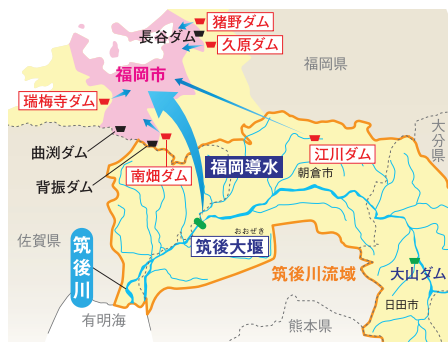 猪野ダム
長谷ダム
久原ダム
福岡市
福岡県
瑞梅寺ダム
大分県
曲渕ダム
福岡導水
江川ダム
朝倉市
背振ダム
南畑ダム
おおぜき
筑後大堰
佐賀県
筑後川
筑後川流域
大山ダム
日田市
有明海
熊本県